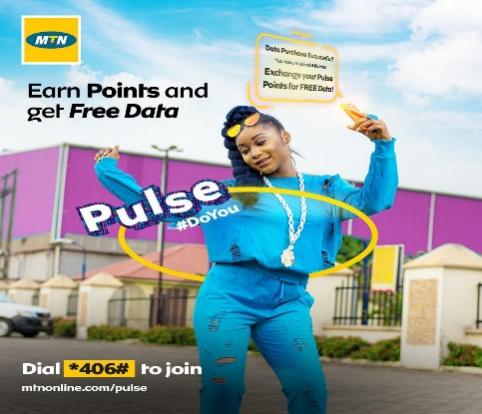 MTN
Earn Points and
get Free Data
Data Purchase Successful!
Exchange your Pulse
Points for FREE Data!
Pulse
#DoYou
Dial *406# to join
mtnonline.com/pulse